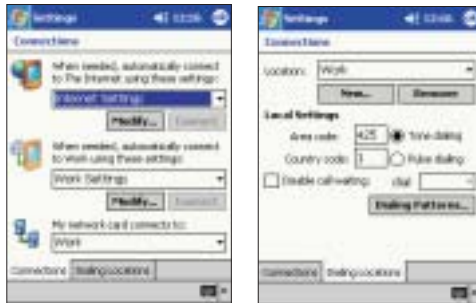 Settings 12:06
Connections
When needed, automatically connect
to The Internet using these settings:
Internet Settings
Modify... Connect
When needed, automatically connect
to Work using these settings:
Work Settings
Modify... Connect
My network card connects to:
Work
Connections Dialing Locations
Settings
Connections
Location: Work
New... Remove
Local Settings
Area code: 425 Tone dialing
Country code: 1 Pulse dialing
Disable call waiting; dial
Dialing Patterns...
Connections Dialing Locations